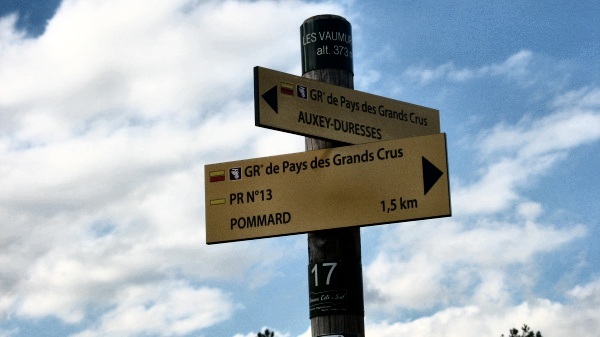 LES
alt. 373
GR® de Pays des Grands Crus
AUXEY-DURESSES
GR® de Pays des Grands Crus
PR N°13
POMMARD 1,5 km
17